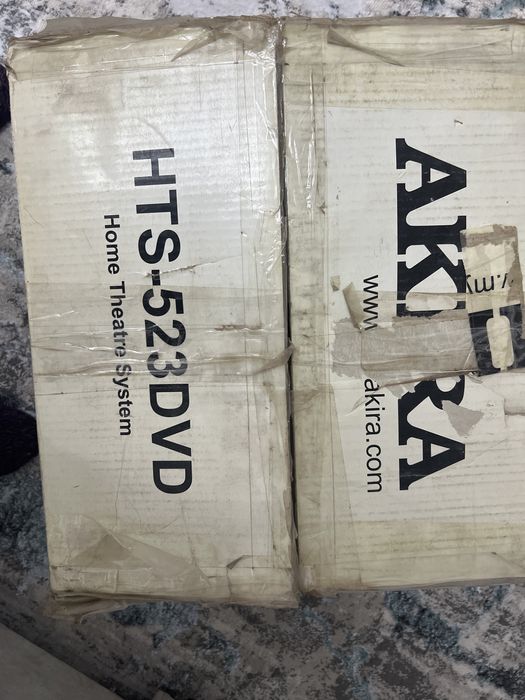 HTS-523DVD
Home Theatre System
AKIRA
www. akira.com